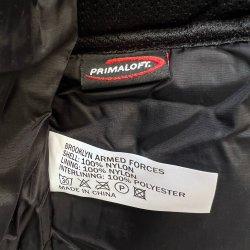 PRIMALOFT.
BROOKLYN ARMED FORCES
SHELL: 100% NYLON
LINING: 100% NYLON
INTERLINING: 100% POLYESTER
MADE IN CHINA